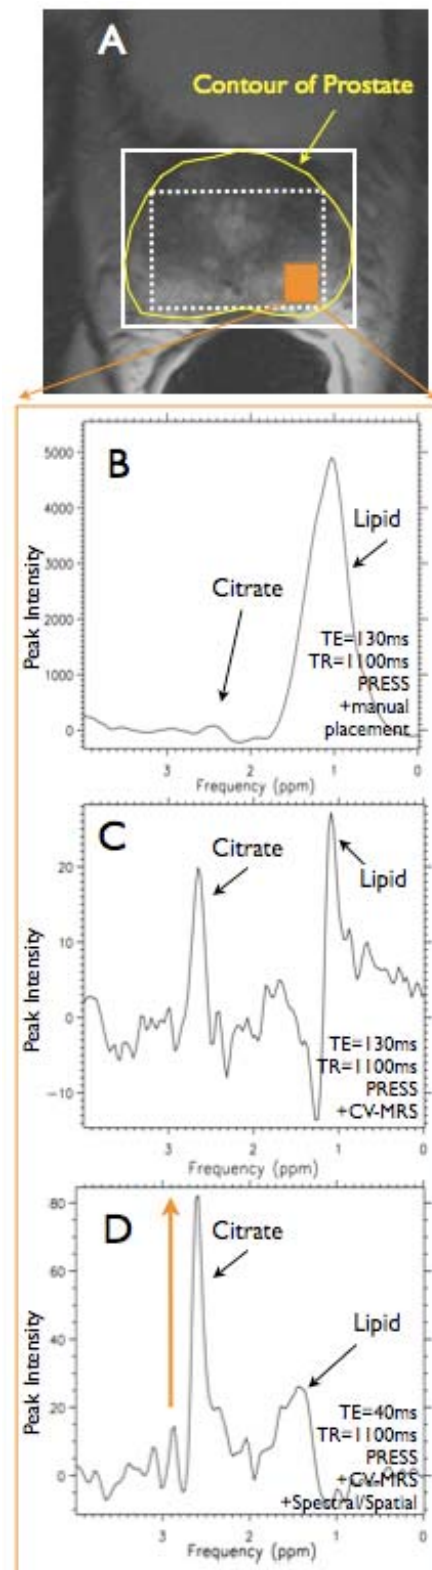 A
Contour of Prostate
B
5000
4000
3000
2000
1000
0
Peak Intensity
Lipid
Citrate
TE=130ms
TR=1100ms
PRESS
+manual
placement
3 2 1 0
Frequency (ppm)
C
20
10
0
-10
Peak Intensity
Citrate
Lipid
TE=130ms
TR=1100ms
PRESS
+CV-MRS
3 2 1 0
Frequency (ppm)
D
80
60
40
20
0
Peak Intensity
Citrate
Lipid
TE=40ms
TR=1100ms
PRESS
+CV-MRS
+Spectral/Spatial
3 2 1 0
Frequency (ppm)